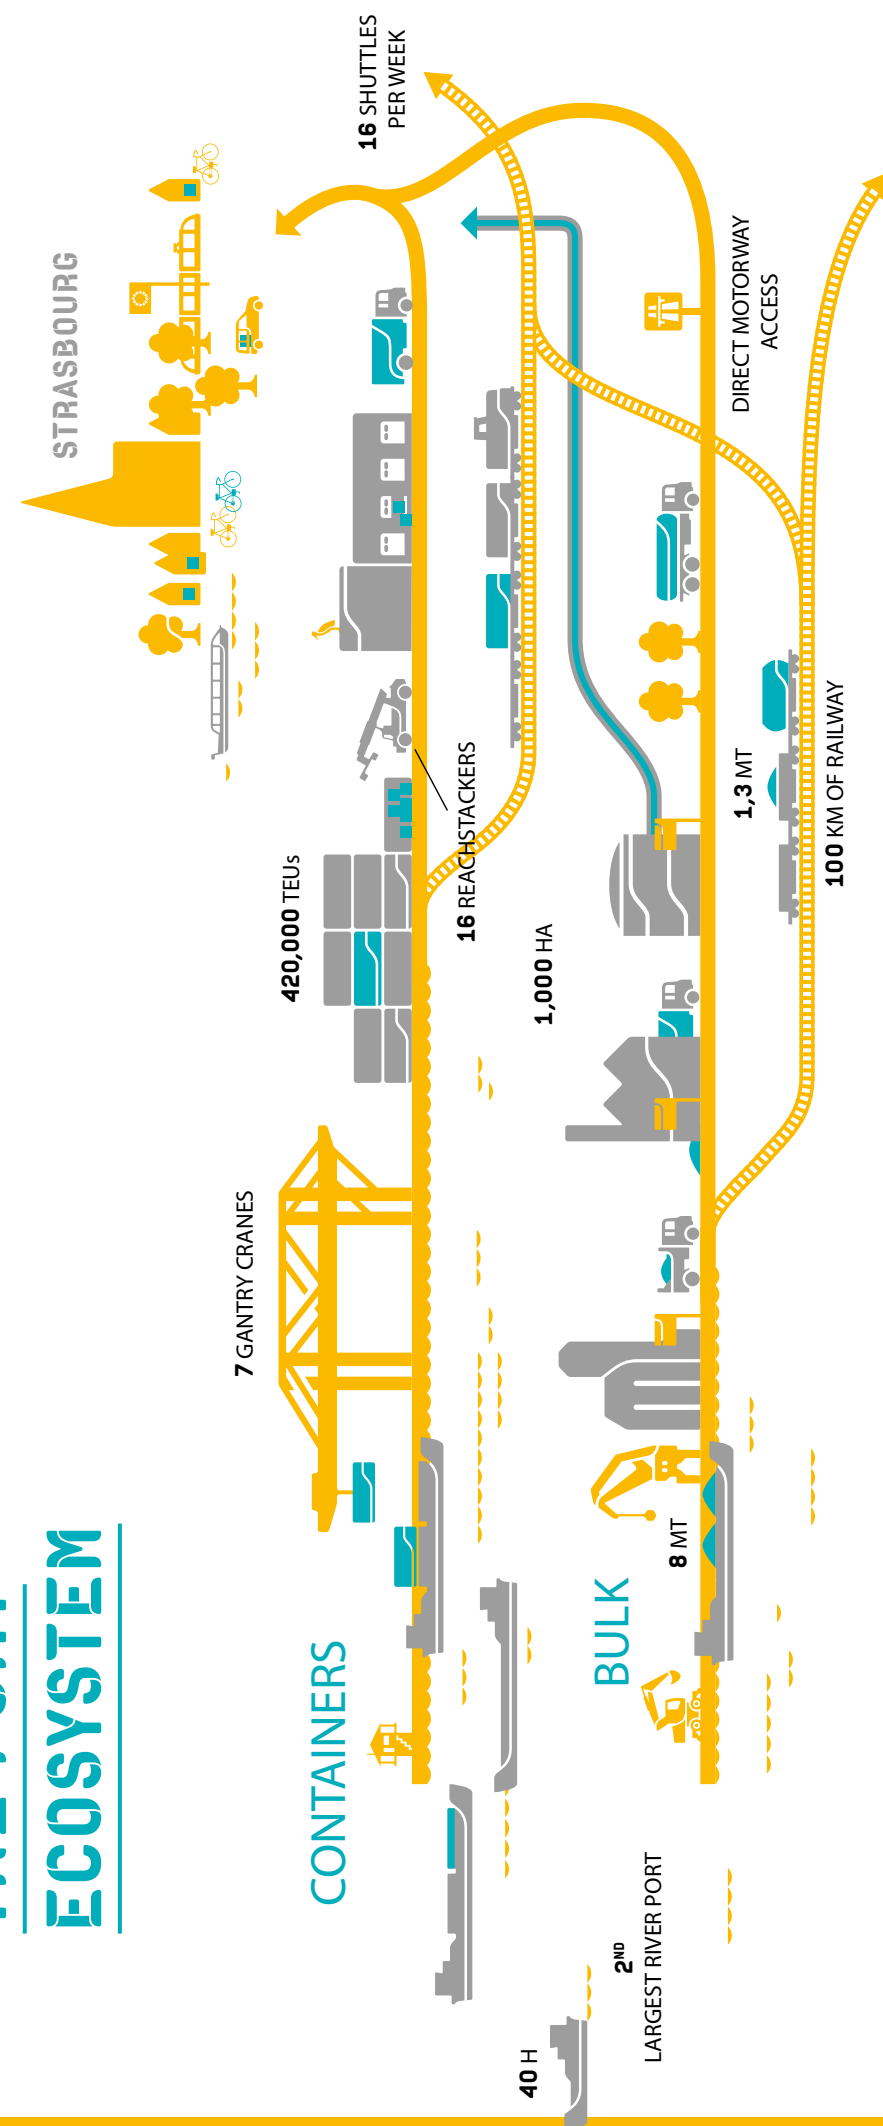 ECOSYSTEM
STRASBOURG
CONTAINERS
7 GANTRY CRANES
420,000 TEUs
16 REACHSTACKERS
16 SHUTTLES
PER WEEK
40 H
2ND
LARGEST RIVER PORT
BULK
8 MT
1,000 HA
1,3 MT
100 KM OF RAILWAY
DIRECT MOTORWAY
ACCESS